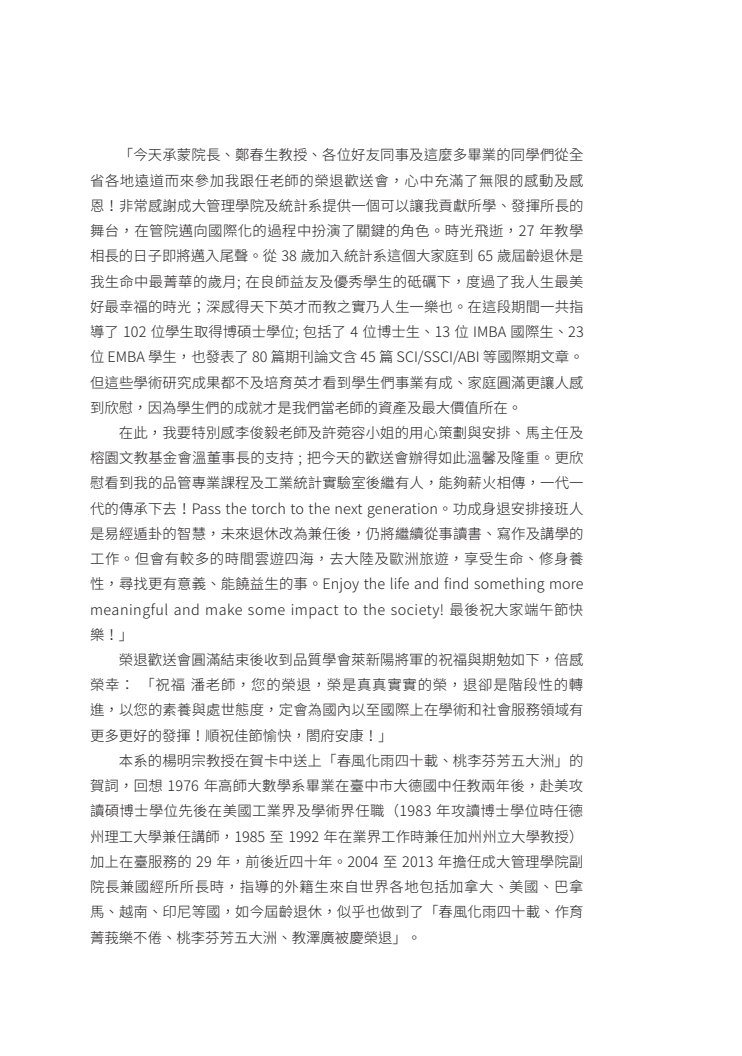 「今天承蒙院長、鄭春生教授、各位好友同事及這麼多畢業的同學們從全
省各地遠道而來參加我跟任老師的榮退歡送會，心中充滿了無限的感動及感
恩！非常感謝成大管理學院及統計系提供一個可以讓我貢獻所學、發揮所長的
舞台，在管院邁向國際化的過程中扮演了關鍵的角色。時光飛逝，27 年教學
相長的日子即將邁入尾聲。從 38 歲加入統計系這個大家庭到 65 歲屆齡退休是
我生命中最菁華的歲月; 在良師益友及優秀學生的砥礪下，度過了我人生最美
好最幸福的時光；深感得天下英才而教之實乃人生一樂也。在這段期間一共指
導了 102 位學生取得博碩士學位; 包括了 4 位博士生、13 位 IMBA 國際生、23
位 EMBA 學生，也發表了 80 篇期刊論文含 45 篇 SCI/SSCI/ABI 等國際期文章。
但這些學術研究成果都不及培育英才看到學生們事業有成、家庭圓滿更讓人感
到欣慰，因為學生們的成就才是我們當老師的資產及最大價值所在。
在此，我要特別感李俊毅老師及許菀容小姐的用心策劃與安排、馬主任及
榕園文教基金會溫董事長的支持 ; 把今天的歡送會辦得如此溫馨及隆重。更欣
慰看到我的品管專業課程及工業統計實驗室後繼有人，能夠薪火相傳，一代一
代的傳承下去！Pass the torch to the next generation。功成身退安排接班人
是易經遁卦的智慧，未來退休改為兼任後，仍將繼續從事讀書、寫作及講學的
工作。但會有較多的時間雲遊四海，去大陸及歐洲旅遊，享受生命、修身養
性，尋找更有意義、能饒益生的事。Enjoy the life and find something more
meaningful and make some impact to the society! 最後祝大家端午節快
樂！」
榮退歡送會圓滿結束後收到品質學會萊新陽將軍的祝福與期勉如下，倍感
榮幸： 「祝福 潘老師，您的榮退，榮是真真實實的榮，退卻是階段性的轉
進，以您的素養與處世態度，定會為國內以至國際上在學術和社會服務領域有
更多更好的發揮！順祝佳節愉快，閤府安康！」
本系的楊明宗教授在賀卡中送上「春風化雨四十載、桃李芬芳五大洲」的
賀詞，回想 1976 年高師大數學系畢業在臺中市大德國中任教兩年後，赴美攻
讀碩博士學位先後在美國工業界及學術界任職（1983 年攻讀博士學位時任德
州理工大學兼任講師，1985 至 1992 年在業界工作時兼任加州州立大學教授）
加上在臺服務的 29 年，前後近四十年。2004 至 2013 年擔任成大管理學院副
院長兼國經所所長時，指導的外籍生來自世界各地包括加拿大、美國、巴拿
馬、越南、印尼等國，如今屆齡退休，似乎也做到了「春風化雨四十載、作育
菁莪樂不倦、桃李芬芳五大洲、教澤廣被慶榮退」。